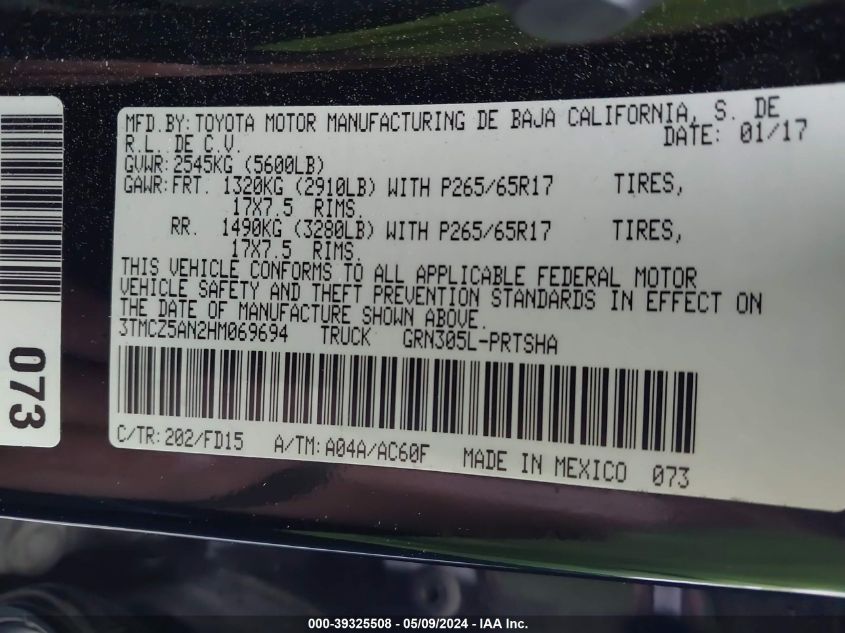 MFD.BY:TOYOTA MOTOR MANUFACTURING DE BAJA CALIFORNIA, S. DE
R.L. DE C.V. DATE: 01/17
GVWR:2545KG (5600LB)
GAWR:FRT. 1320KG (2910LB) WITH P265/65R17 TIRES,
17X7.5 RIMS.
RR. 1490KG (3280LB) WITH P265/65R17 TIRES,
17X7.5 RIMS.
THIS VEHICLE CONFORMS TO ALL APPLICABLE FEDERAL MOTOR
VEHICLE SAFETY AND THEFT PREVENTION STANDARDS IN EFFECT ON
THE DATE OF MANUFACTURE SHOWN ABOVE.
3TMCZ5AN2HM069694 TRUCK GRN305L-PRTSHA
C/TR:202/FD15 A/TM:A04A/AC60F MADE IN MEXICO 073
073
000-39325508 - 05/09/2024 - IAA Inc.